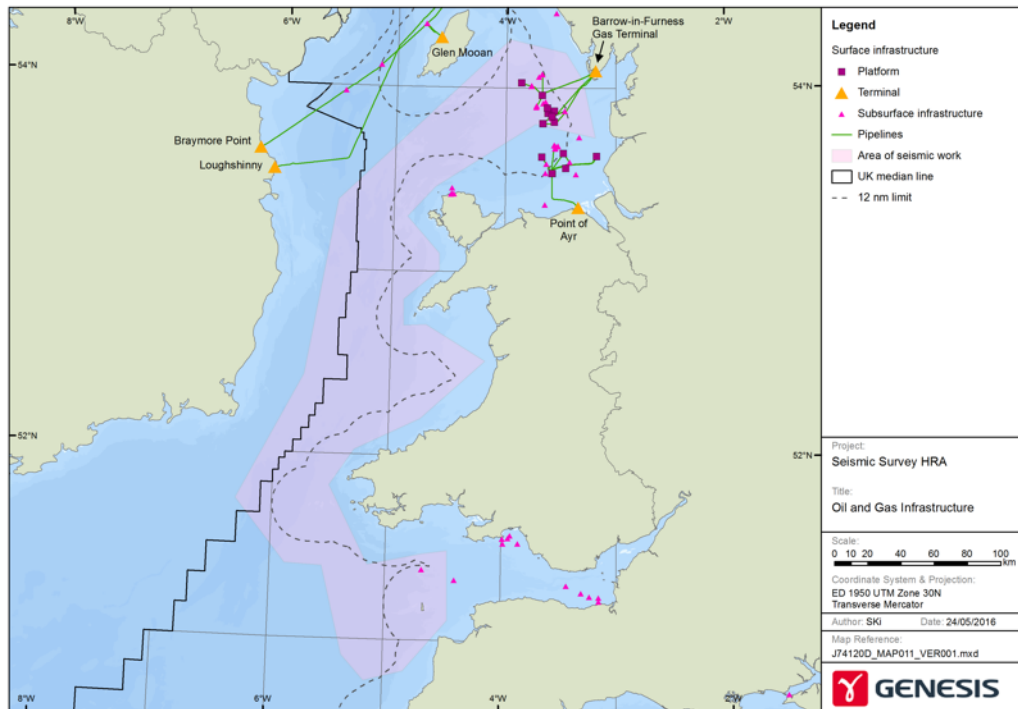 8°W
6°W
4°W
2°W
54°N
54°N
Barrow-in-Furness
Gas Terminal
Glen Mooan
Braymore Point
Loughshinny
Point of
Ayr
52°N
52°N
8°W
6°W
4°W
2°W
Legend
Surface infrastructure
Platform
Terminal
Subsurface infrastructure
Pipelines
Area of seismic work
UK median line
12 nm limit
Project:
Seismic Survey HRA
Title:
Oil and Gas Infrastructure
Scale:
0 10 20 40 60 80 100
km
Coordinate System & Projection:
ED 1950 UTM Zone 30N
Transverse Mercator
Author: SKi Date: 24/05/2016
Map Reference:
J74120D_MAP011_VER001.mxd
GENESIS